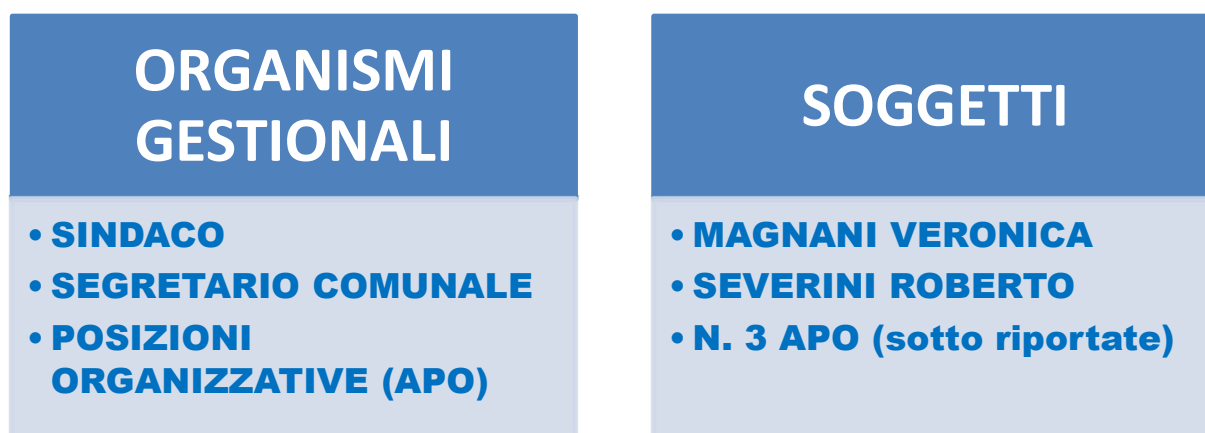 ORGANISMI
GESTIONALI
• SINDACO
• SEGRETARIO COMUNALE
• POSIZIONI
ORGANIZZATIVE (APO)
SOGGETTI
• MAGNANI VERONICA
• SEVERINI ROBERTO
• N. 3 APO (sotto riportate)